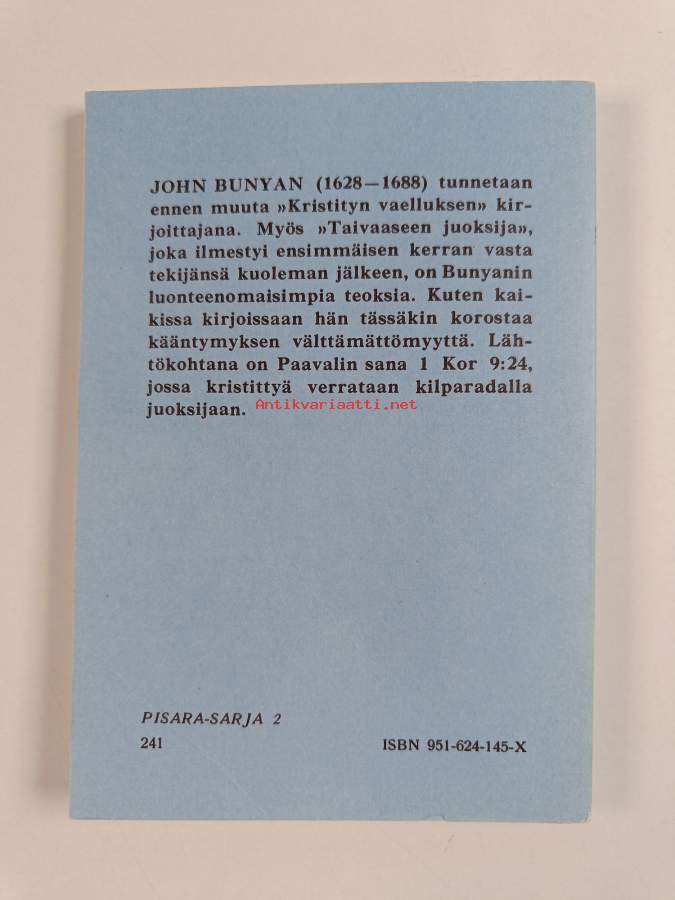 JOHN BUNYAN (1628—1688) tunnetaan
ennen muuta »Kristityn vaelluksen» kir-
joittajana. Myös »Taivaaseen juoksija»,
joka ilmestyi ensimmäisen kerran vasta
tekijänsä kuoleman jälkeen, on Bunyanin
luonteenomaisimpia teoksia. Kuten kai-
kissa kirjoissaan hän tässäkin korostaa
kääntymyksen välttämättömyyttä. Läh-
tökohtana on Paavalin sana 1 Kor 9:24,
jossa kristittyä verrataan kilparadalla
juoksijaan.
Antikvariaatti.net
PISARA-SARJA 2
241 ISBN 951-624-145-X